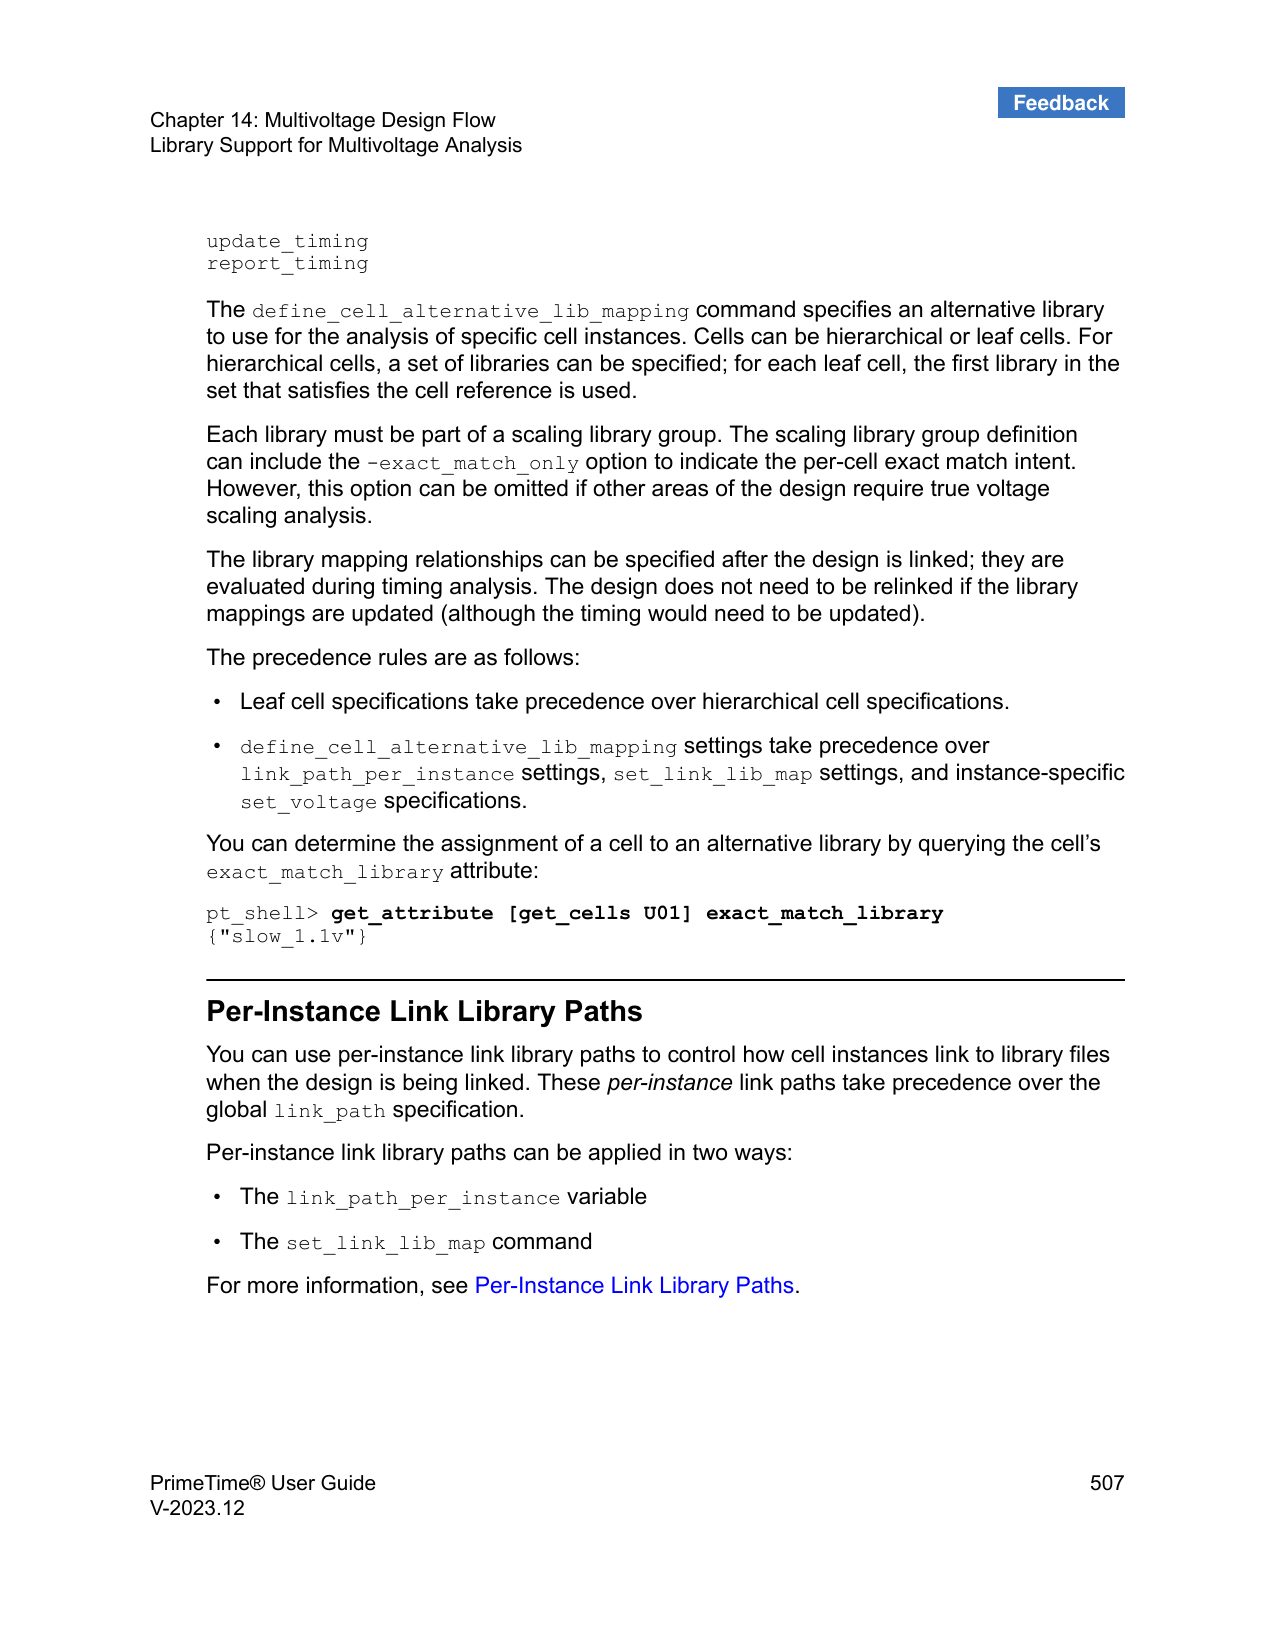 Feedback
Chapter 14: Multivoltage Design Flow
Library Support for Multivoltage Analysis
update_timing
report_timing
The define_cell_alternative_lib_mapping command specifies an alternative library
to use for the analysis of specific cell instances. Cells can be hierarchical or leaf cells. For
hierarchical cells, a set of libraries can be specified; for each leaf cell, the first library in the
set that satisfies the cell reference is used.
Each library must be part of a scaling library group. The scaling library group definition
can include the -exact_match_only option to indicate the per-cell exact match intent.
However, this option can be omitted if other areas of the design require true voltage
scaling analysis.
The library mapping relationships can be specified after the design is linked; they are
evaluated during timing analysis. The design does not need to be relinked if the library
mappings are updated (although the timing would need to be updated).
The precedence rules are as follows:
• Leaf cell specifications take precedence over hierarchical cell specifications.
• define_cell_alternative_lib_mapping settings take precedence over
link_path_per_instance settings, set_link_lib_map settings, and instance-specific
set_voltage specifications.
You can determine the assignment of a cell to an alternative library by querying the cell’s
exact_match_library attribute:
pt_shell> get_attribute [get_cells U01] exact_match_library
{"slow_1.1v"}
Per-Instance Link Library Paths
You can use per-instance link library paths to control how cell instances link to library files
when the design is being linked. These per-instance link paths take precedence over the
global link_path specification.
Per-instance link library paths can be applied in two ways:
• The link_path_per_instance variable
• The set_link_lib_map command
For more information, see Per-Instance Link Library Paths.
PrimeTime® User Guide 507
V-2023.12